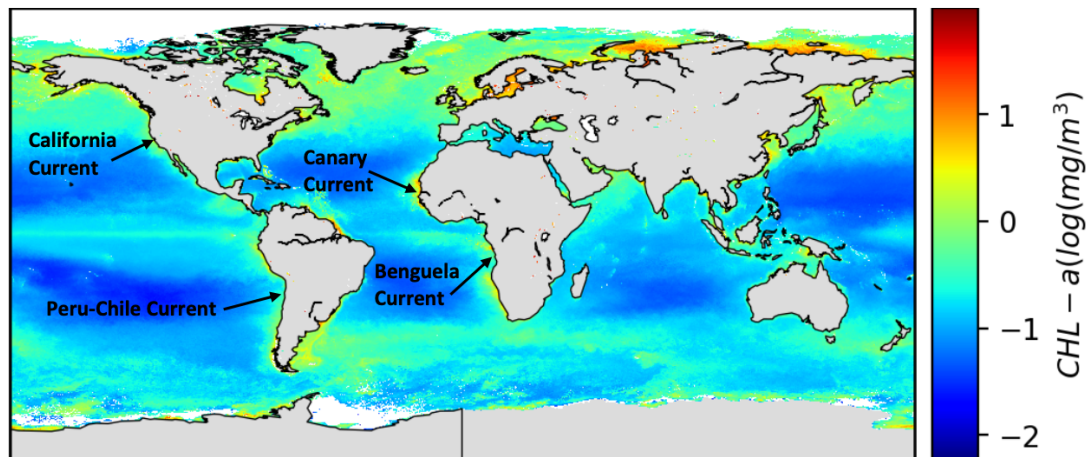 California
Current
Canary
Current
Benguela
Current
Peru-Chile Current
1
0
−1
−2
CHL − a(log(mg/m³)